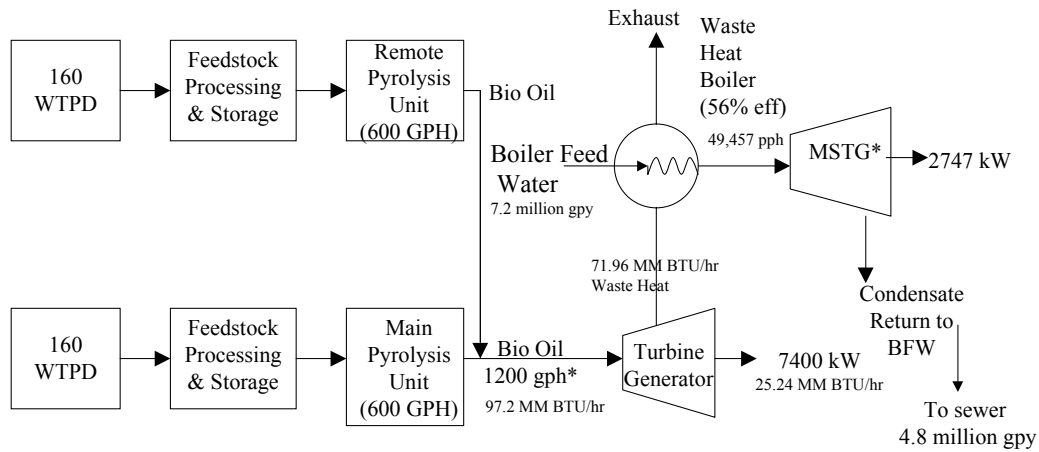 160
WTPD
Feedstock
Processing
& Storage
Remote
Pyrolysis
Unit
(600 GPH)
Bio Oil
Exhaust
Waste
Heat
Boiler
(56% eff)
49,457 pph
Boiler Feed
Water
7.2 million gpy
MSTG*
2747 kW
71.96 MM BTU/hr
Waste Heat
Condensate
Return to
BFW
To sewer
4.8 million gpy
160
WTPD
Feedstock
Processing
& Storage
Main
Pyrolysis
Unit
(600 GPH)
Bio Oil
1200 gph*
97.2 MM BTU/hr
Turbine
Generator
7400 kW
25.24 MM BTU/hr